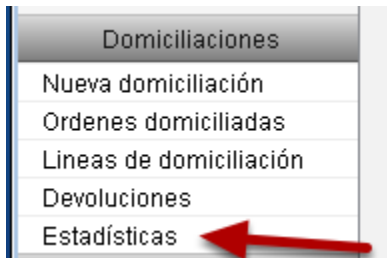 Domiciliaciones
Nueva domiciliación
Ordenes domiciliadas
Lineas de domiciliación
Devoluciones
Estadísticas